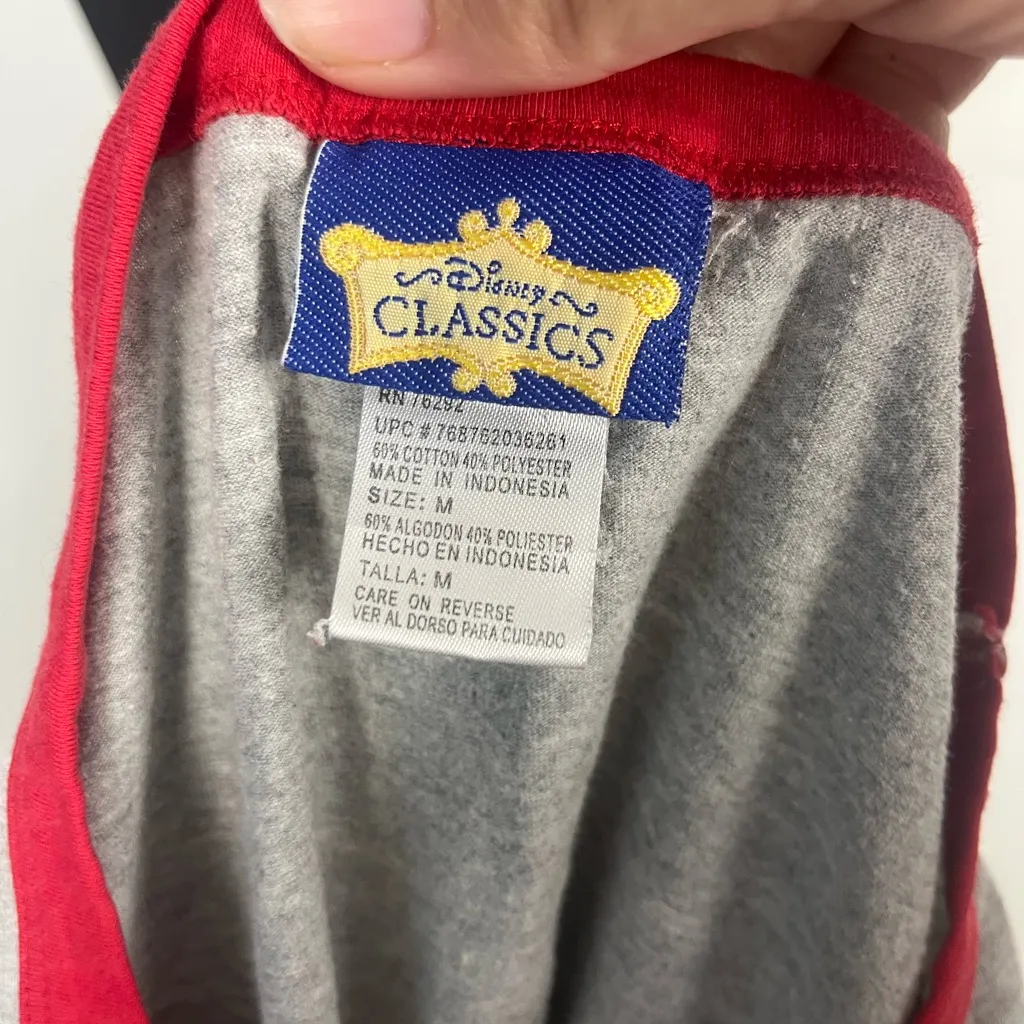 Disney
CLASSICS
RN 76292
UPC # 768762036261
60% COTTON 40% POLYESTER
MADE IN INDONESIA
SIZE: M
60% ALGODON 40% POLIESTER
HECHO EN INDONESIA
TALLA: M
CARE ON REVERSE
VER AL DORSO PARA CUIDADO